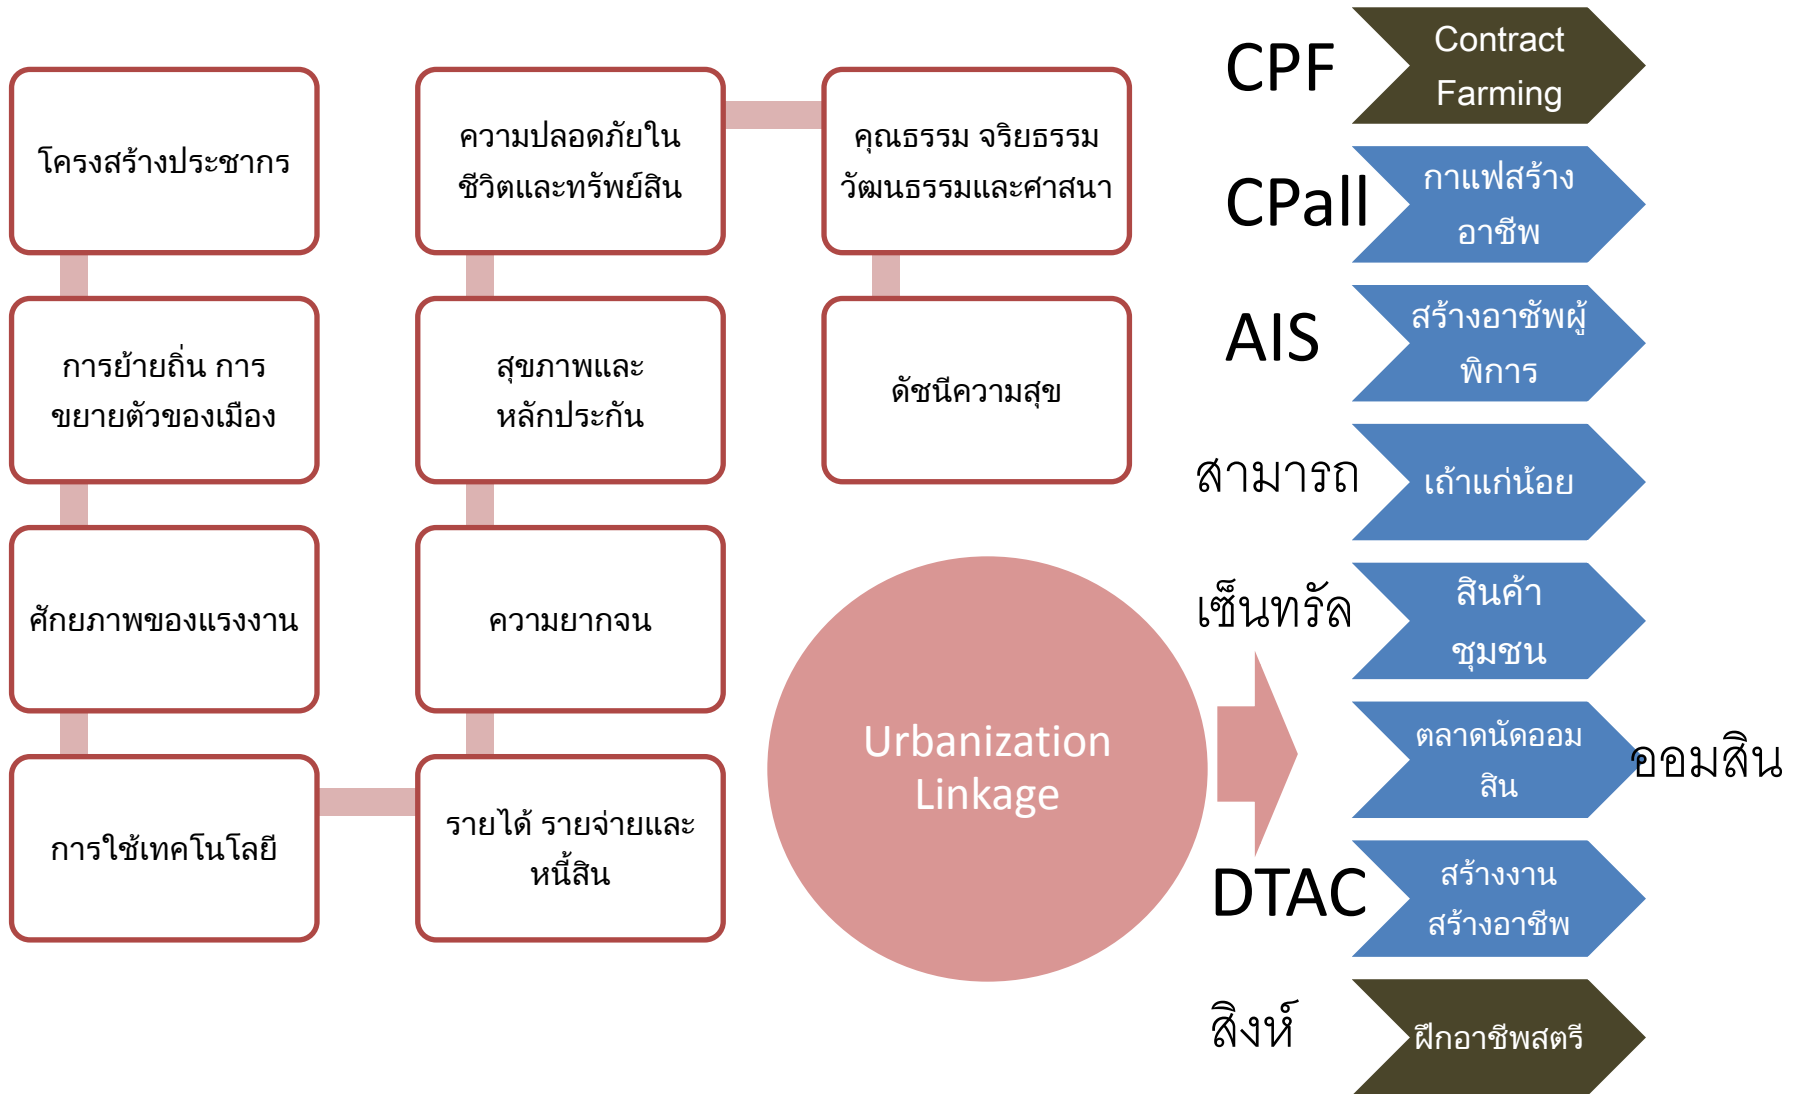 โครงสร้างประชากร
การย้ายถิ่น การ
ขยายตัวของเมือง
ศักยภาพของแรงงาน
การใช้เทคโนโลยี
รายได้ รายจ่ายและ
หนี้สิน
ความยากจน
สุขภาพและ
หลักประกัน
ความปลอดภัยใน
ชีวิตและทรัพย์สิน
คุณธรรม จริยธรรม
วัฒนธรรมและศาสนา
ดัชนีความสุข
Urbanization
Linkage
CPF
Contract
Farming
CPall
กาแฟสร้าง
อาชีพ
AIS
สร้างอาชัพผู้
พิการ
สามารถ
เถ้าแก่น้อย
เซ็นทรัล
สินค้า
ชุมชน
ตลาดนัดออม
สิน
ออมสิน
DTAC
สร้างงาน
สร้างอาชีพ
สิงห์
ฝึกอาชีพสตรี